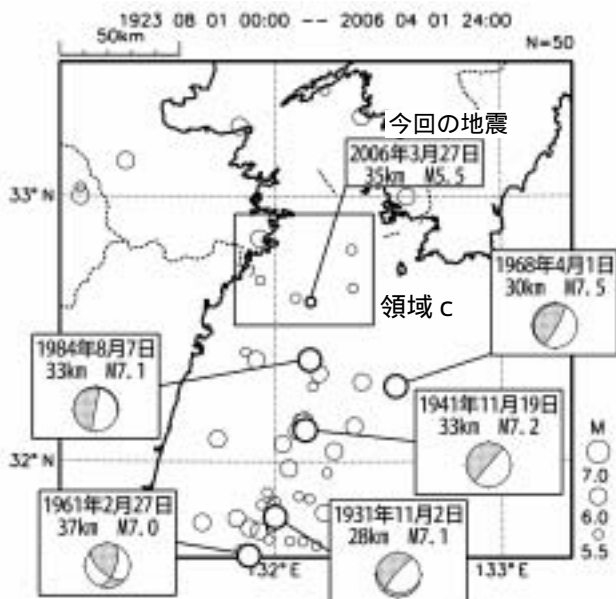 1923 08 01 00:00 -- 2006 04 01 24:00
50km
N=50
今回の地震
2006年3月27日
35km M5.5
33°N
1968年4月1日
30km M7.5
領域 c
1984年8月7日
33km M7.1
1941年11月19日
33km M7.2
M
7.0
6.0
5.5
32°N
1961年2月27日
37km M7.0
1931年11月2日
28km M7.1
132°E
133°E